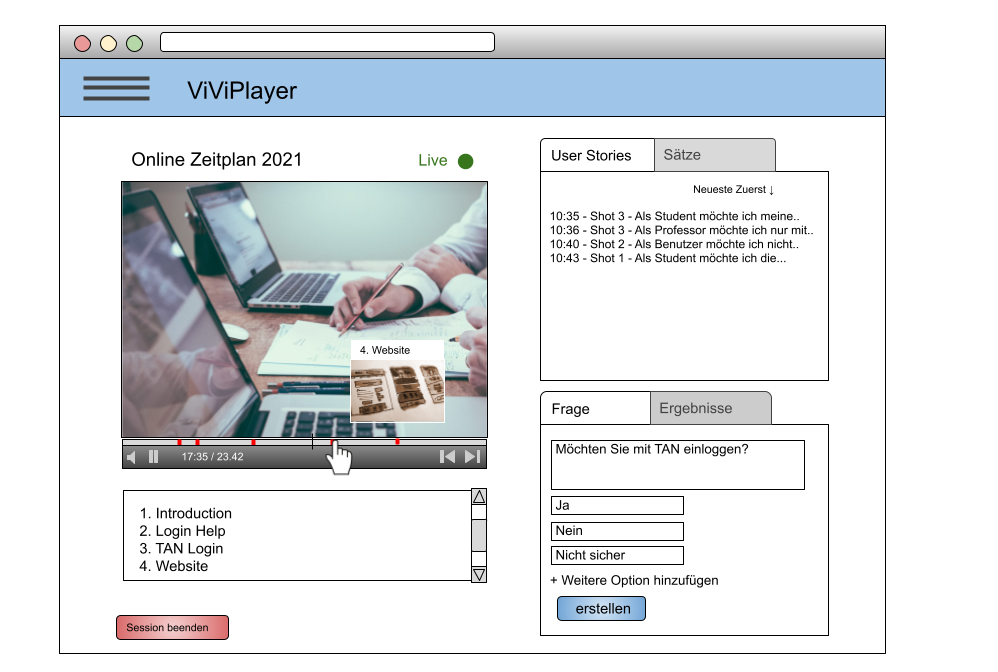 ViViPlayer
Online Zeitplan 2021
Live
4. Website
17:35 / 23.42
1. Introduction
2. Login Help
3. TAN Login
4. Website
Session beenden
User Stories
Sätze
Neueste Zuerst ↓
10:35 - Shot 3 - Als Student möchte ich meine..
10:36 - Shot 3 - Als Professor möchte ich nur mit..
10:40 - Shot 2 - Als Benutzer möchte ich nicht..
10:43 - Shot 1 - Als Student möchte ich die...
Frage
Ergebnisse
Möchten Sie mit TAN einloggen?
Ja
Nein
Nicht sicher
+ Weitere Option hinzufügen
erstellen